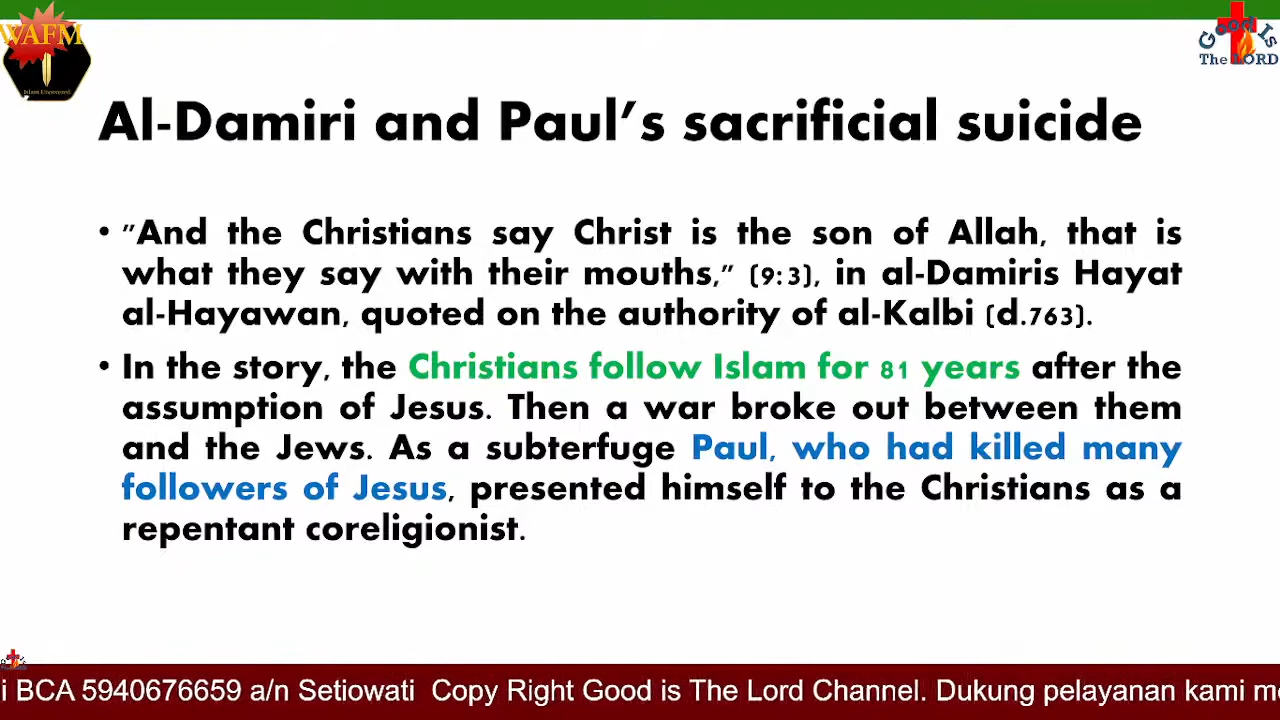 WAFM
Islam Uncovered
Good Is
The LORD
Al-Damiri and Paul’s sacrificial suicide
• ”And the Christians say Christ is the son of Allah, that is
what they say with their mouths,” (9:3), in al-Damiris Hayat
al-Hayawan, quoted on the authority of al-Kalbi (d.763).
• In the story, the Christians follow Islam for 81 years after the
assumption of Jesus. Then a war broke out between them
and the Jews. As a subterfuge Paul, who had killed many
followers of Jesus, presented himself to the Christians as a
repentant coreligionist.
i BCA 5940676659 a/n Setiowati  Copy Right Good is The Lord Channel. Dukung pelayanan kami me